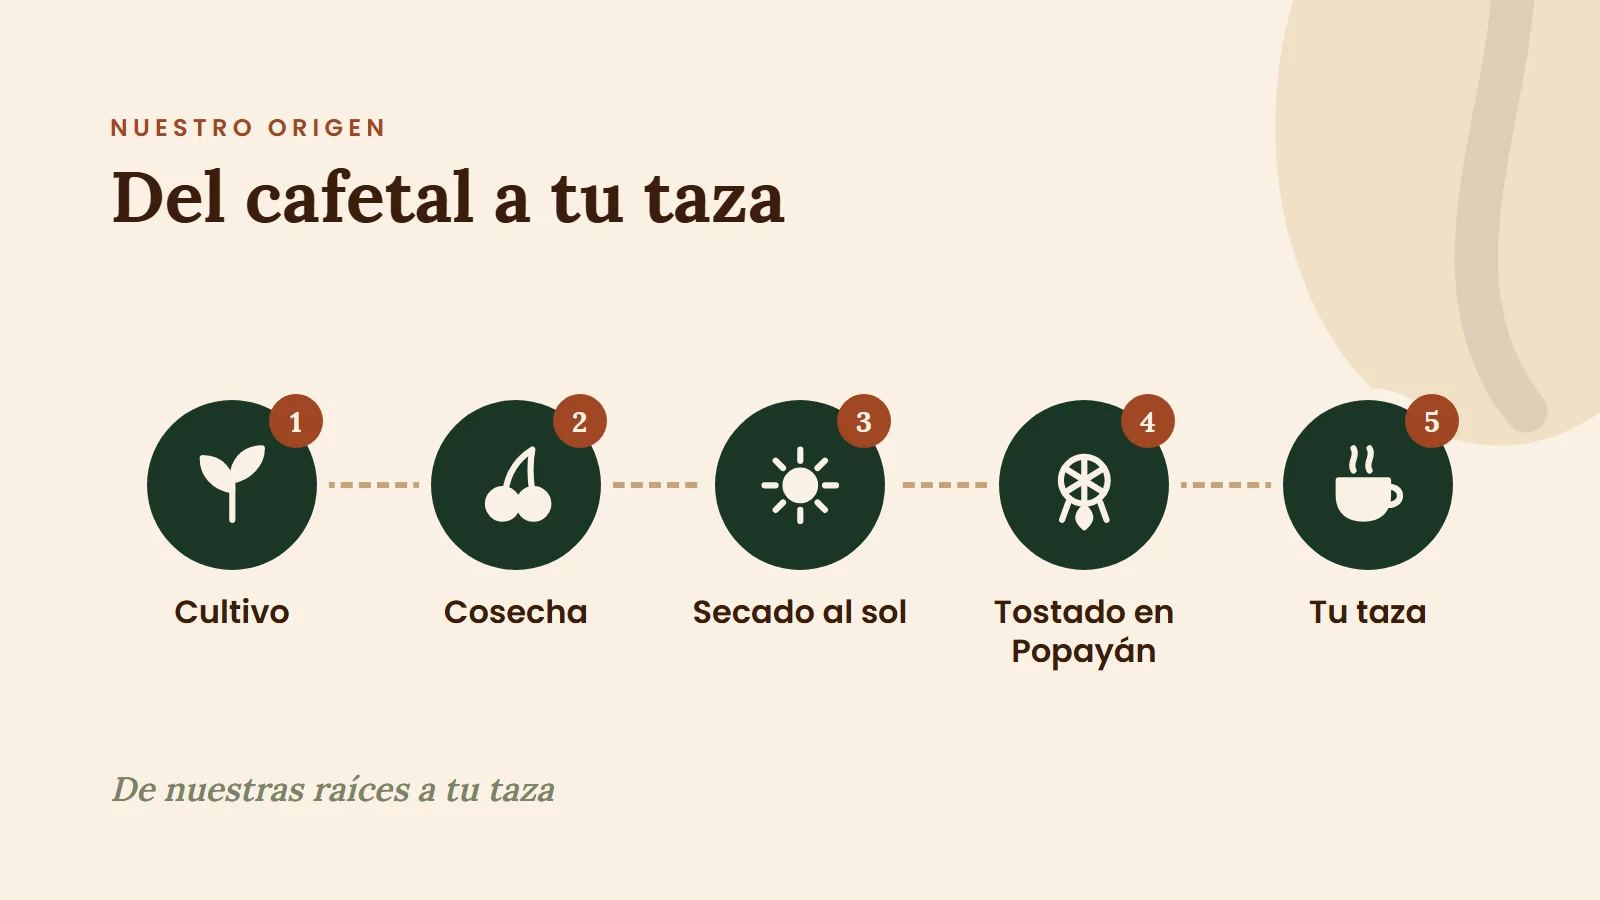 NUESTRO ORIGEN
Del cafetal a tu taza
1
Cultivo
2
Cosecha
3
Secado al sol
4
Tostado en
Popayán
5
Tu taza
De nuestras raíces a tu taza